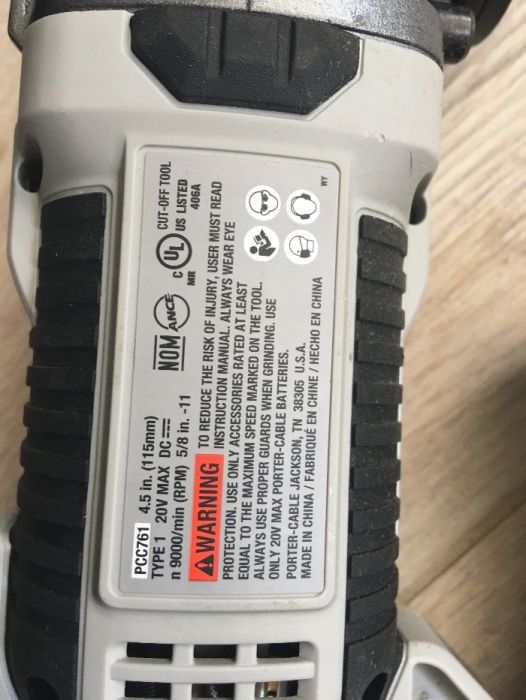 PCC761 4.5 in. (115mm)
TYPE 1 20V MAX DC
n 9000/min (RPM) 5/8 in. -11
NOM ANCE
C UL US LISTED
MR
CUT-OFF TOOL
406A
WARNING TO REDUCE THE RISK OF INJURY, USER MUST READ
INSTRUCTION MANUAL. ALWAYS WEAR EYE
PROTECTION. USE ONLY ACCESSORIES RATED AT LEAST
EQUAL TO THE MAXIMUM SPEED MARKED ON THE TOOL.
ALWAYS USE PROPER GUARDS WHEN GRINDING. USE
ONLY 20V MAX PORTER-CABLE BATTERIES.
PORTER-CABLE JACKSON, TN 38305 U.S.A.
MADE IN CHINA / FABRIQUÉ EN CHINE / HECHO EN CHINA
WY